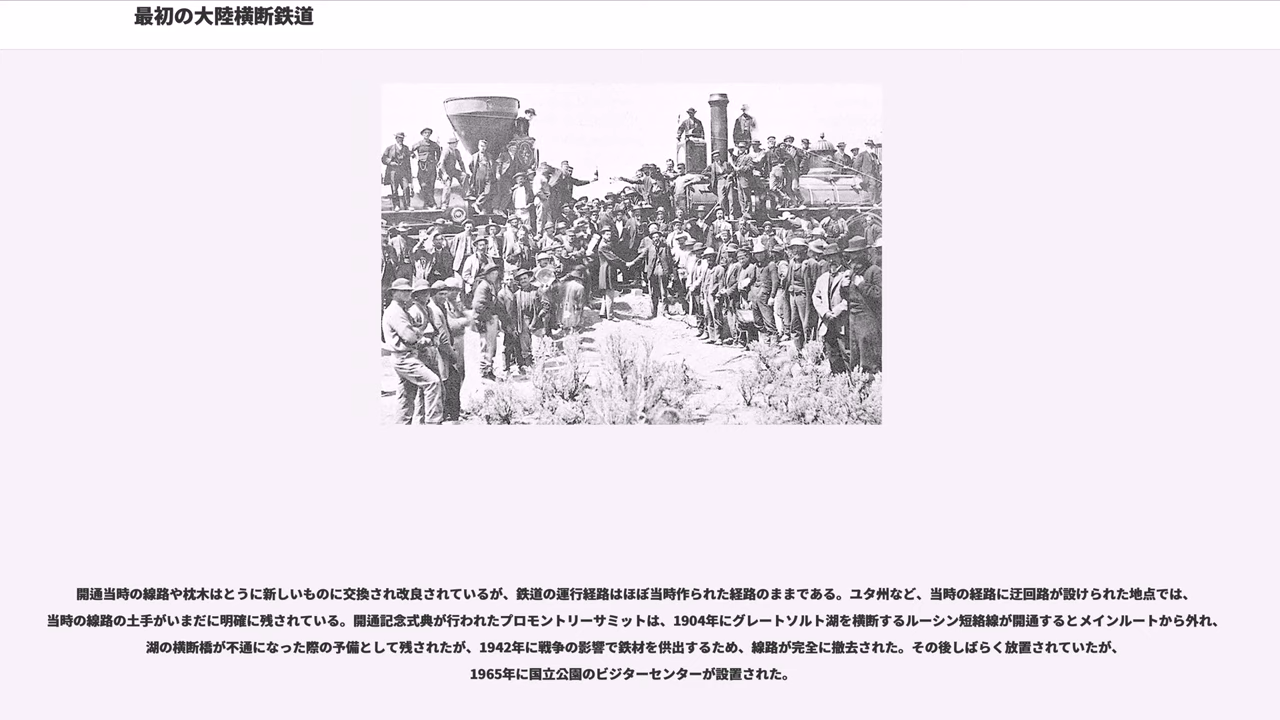 最初の大陸横断鉄道
開通当時の線路や枕木はとうに新しいものに交換され改良されているが、鉄道の運行経路はほぼ当時作られた経路のままである。ユタ州など、当時の経路に迂回路が設けられた地点では、
当時の線路の土手がいまだに明確に残されている。開通記念式典が行われたプロモントリーサミットは、1904年にグレートソルト湖を横断するルーシン短絡線が開通するとメインルートから外れ、
湖の横断橋が不通になった際の予備として残されたが、1942年に戦争の影響で鉄材を供出するため、線路が完全に撤去された。その後しばらく放置されていたが、
1965年に国立公園のビジターセンターが設置された。